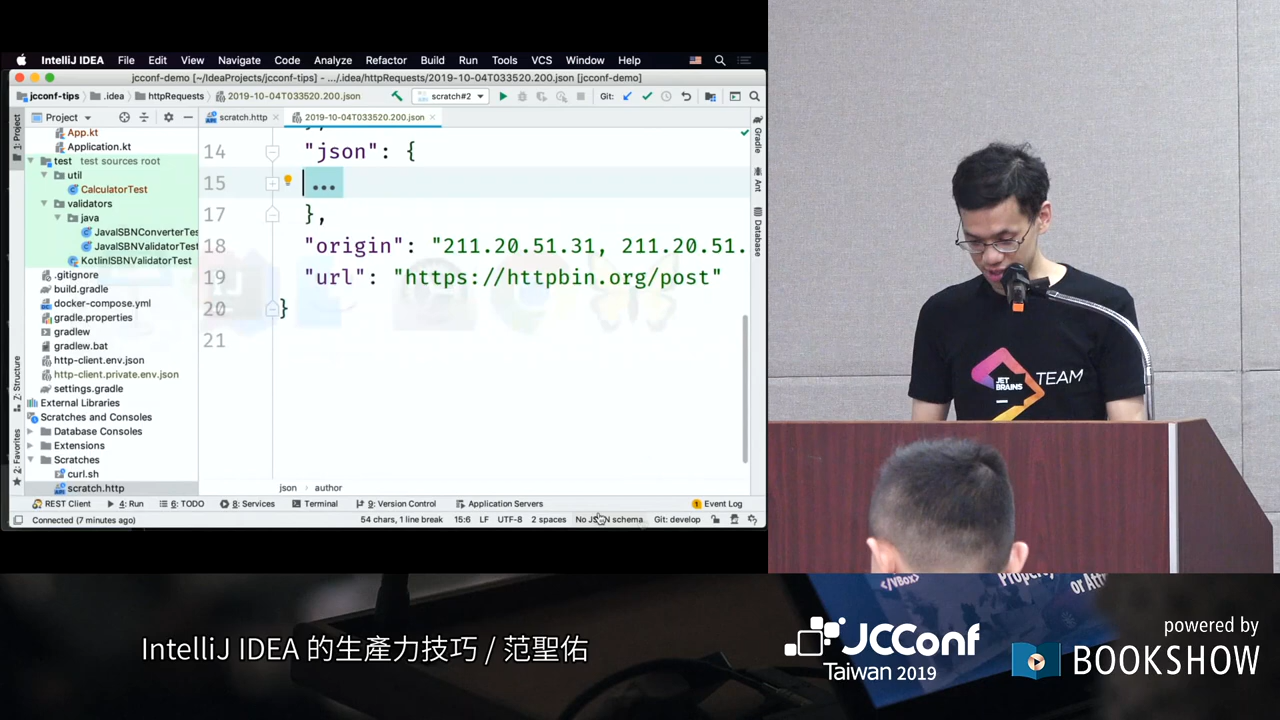 IntelliJ IDEA File Edit View Navigate Code Analyze Refactor Build Run Tools VCS Window Help
jcconf-demo [~/IdeaProjects/jcconf-tips] - .../.idea/httpRequests/2019-10-04T033520.200.json [jcconf-demo]
jcconf-tips .idea httpRequests 2019-10-04T033520.200.json scratch#2 Git:
Project scratch.http 2019-10-04T033520.200.json
1: Project
Z: Structure
2: Favorites
App.kt
Application.kt
test test sources root
util
CalculatorTest
validators
java
JavaISBNConverterTes
JavaISBNValidatorTest
KotlinISBNValidatorTest
.gitignore
build.gradle
docker-compose.yml
gradle.properties
gradlew
gradlew.bat
http-client.env.json
http-client.private.env.json
settings.gradle
External Libraries
Scratches and Consoles
Database Consoles
Extensions
Scratches
curl.sh
scratch.http
14 "json": {
15 ...
17 },
18 "origin": "211.20.51.31, 211.20.51.
19 "url": "https://httpbin.org/post"
20 }
21
Gradle
Ant
Database
json › author
REST Client 4: Run 6: TODO 8: Services Terminal 9: Version Control Application Servers 1 Event Log
Connected (7 minutes ago) 54 chars, 1 line break 15:6 LF UTF-8 2 spaces No JSON schema Git: develop
JET
BRAINS
TEAM
</VBox>
or Att
IntelliJ IDEA 的生產力技巧 / 范聖佑
JCConf
Taiwan 2019
powered by
BOOKSHOW